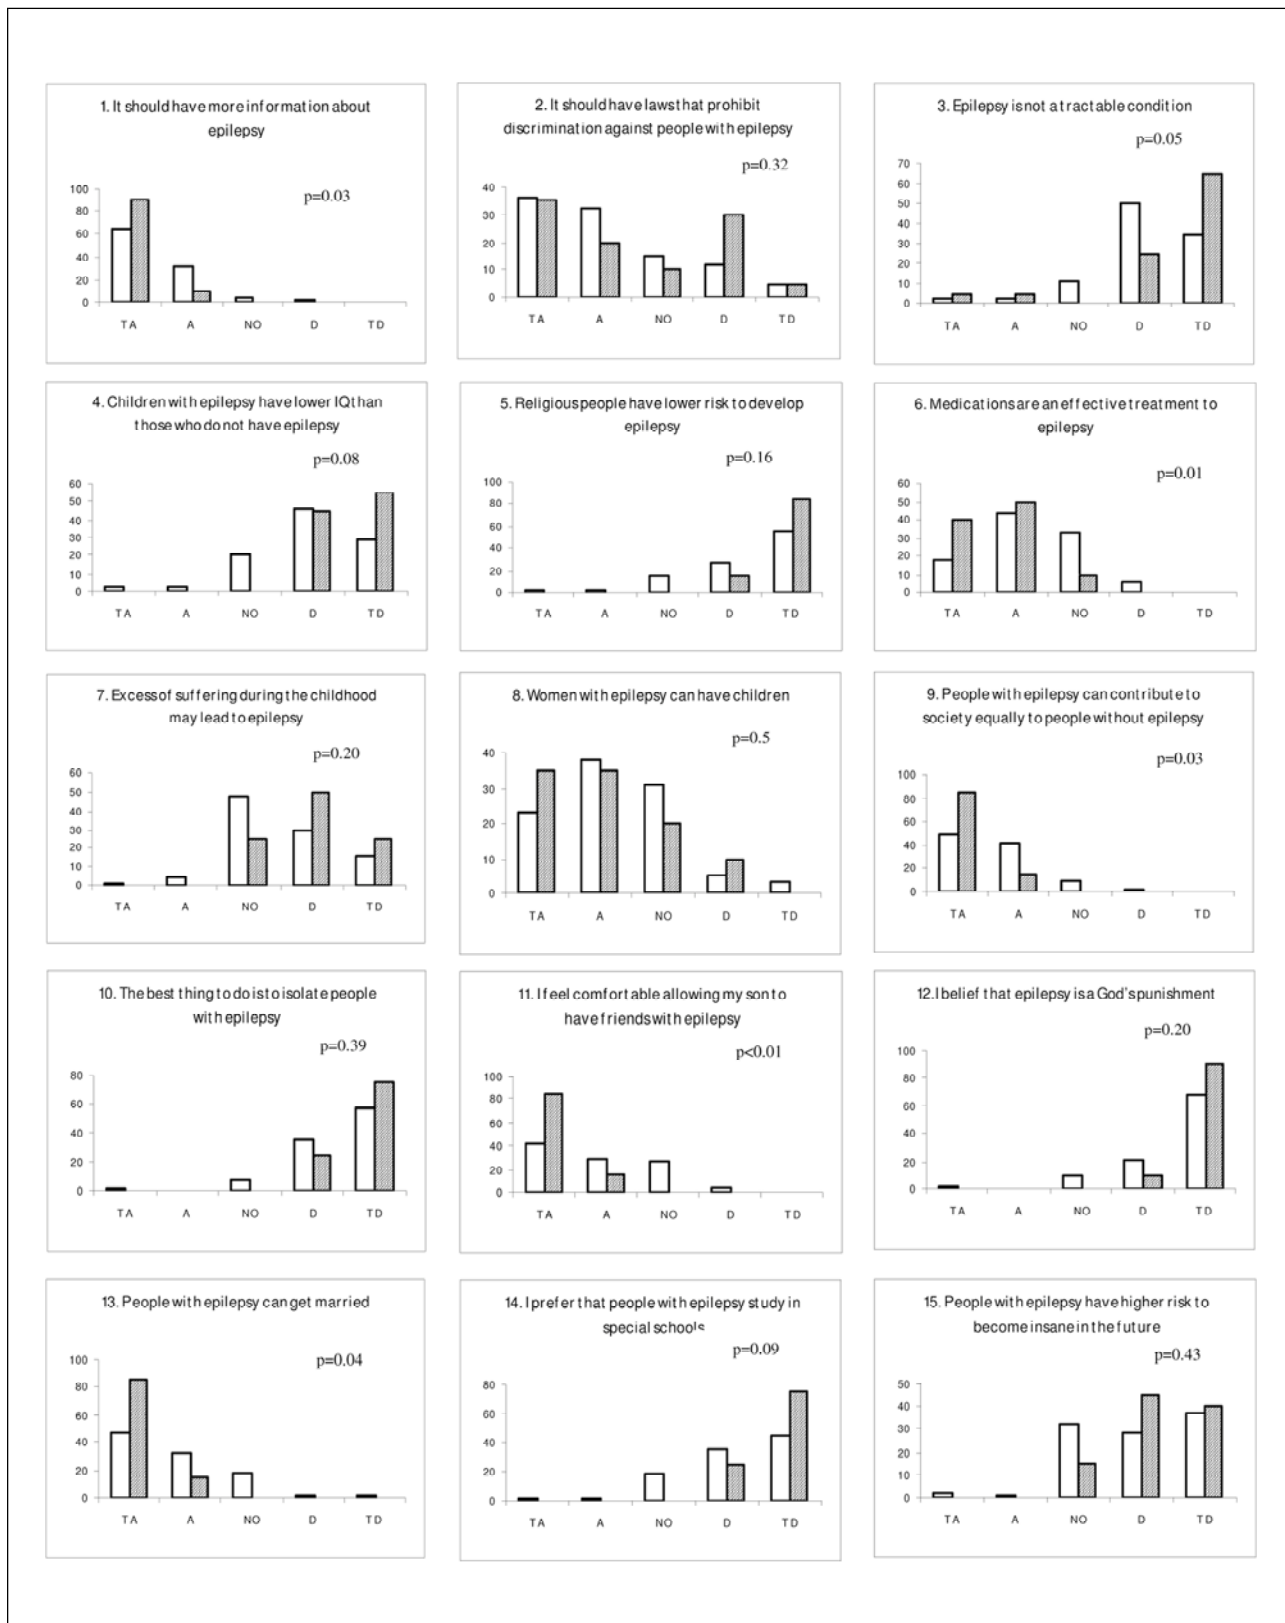 1. It should have more information about
epilepsy
p=0.03
100
80
60
40
20
0
TA A NO D TD
2. It should have laws that prohibit
discrimination against people with epilepsy
p=0.32
40
30
20
10
0
TA A NO D TD
3. Epilepsy is not a tractable condition
p=0.05
70
60
50
40
30
20
10
0
TA A NO D TD
4. Children with epilepsy have lower IQ than
those who do not have epilepsy
p=0.08
60
50
40
30
20
10
0
TA A NO D TD
5. Religious people have lower risk to develop
epilepsy
p=0.16
100
80
60
40
20
0
TA A NO D TD
6. Medications are an effective treatment to
epilepsy
p=0.01
60
50
40
30
20
10
0
TA A NO D TD
7. Excess of suffering during the childhood
may lead to epilepsy
p=0.20
60
50
40
30
20
10
0
TA A NO D TD
8. Women with epilepsy can have children
p=0.5
40
30
20
10
0
TA A NO D TD
9. People with epilepsy can contribute to
society equally to people without epilepsy
p=0.03
100
80
60
40
20
0
TA A NO D TD
10. The best thing to do is to isolate people
with epilepsy
p=0.39
80
60
40
20
0
TA A NO D TD
11. I feel comfortable allowing my son to
have friends with epilepsy
p<0.01
100
80
60
40
20
0
TA A NO D TD
12. I belief that epilepsy is a God's punishment
p=0.20
100
80
60
40
20
0
TA A NO D TD
13. People with epilepsy can get married
p=0.04
100
80
60
40
20
0
TA A NO D TD
14. I prefer that people with epilepsy study in
special schools
p=0.09
80
60
40
20
0
TA A NO D TD
15. People with epilepsy have higher risk to
become insane in the future
p=0.43
50
40
30
20
10
0
TA A NO D TD